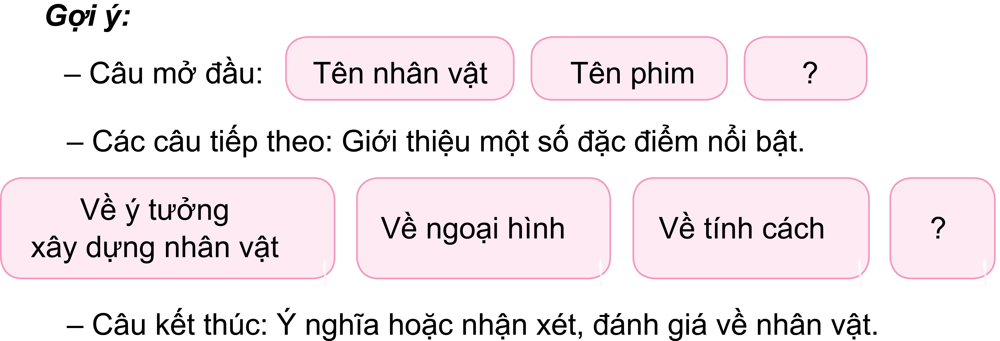 Gợi ý:
– Câu mở đầu: Tên nhân vật Tên phim ?
– Các câu tiếp theo: Giới thiệu một số đặc điểm nổi bật.
Về ý tưởng
xây dựng nhân vật
Về ngoại hình
Về tính cách
?
– Câu kết thúc: Ý nghĩa hoặc nhận xét, đánh giá về nhân vật.